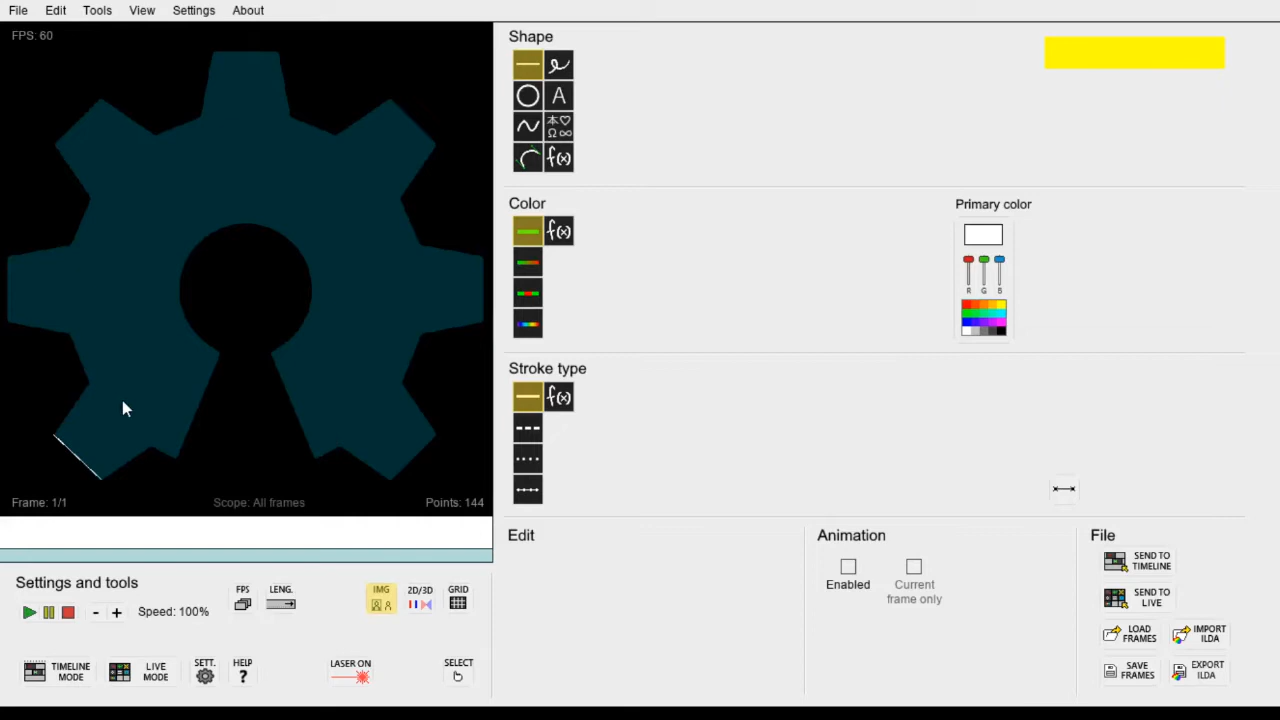 File Edit Tools View Settings About
FPS: 60
Frame: 1/1 Scope: All frames Points: 144
Settings and tools
FPS LENG. IMG 2D/3D GRID
- + Speed: 100%
TIMELINE MODE
LIVE MODE
SETT.
HELP
?
LASER ON
SELECT
Shape
A
本♡
Ω∞
f(x)
Color
f(x)
Primary color
R G B
Stroke type
f(x)
Edit
Animation
Enabled
Current
frame only
File
SEND TO
TIMELINE
SEND TO
LIVE
LOAD
FRAMES
IMPORT
ILDA
SAVE
FRAMES
EXPORT
ILDA